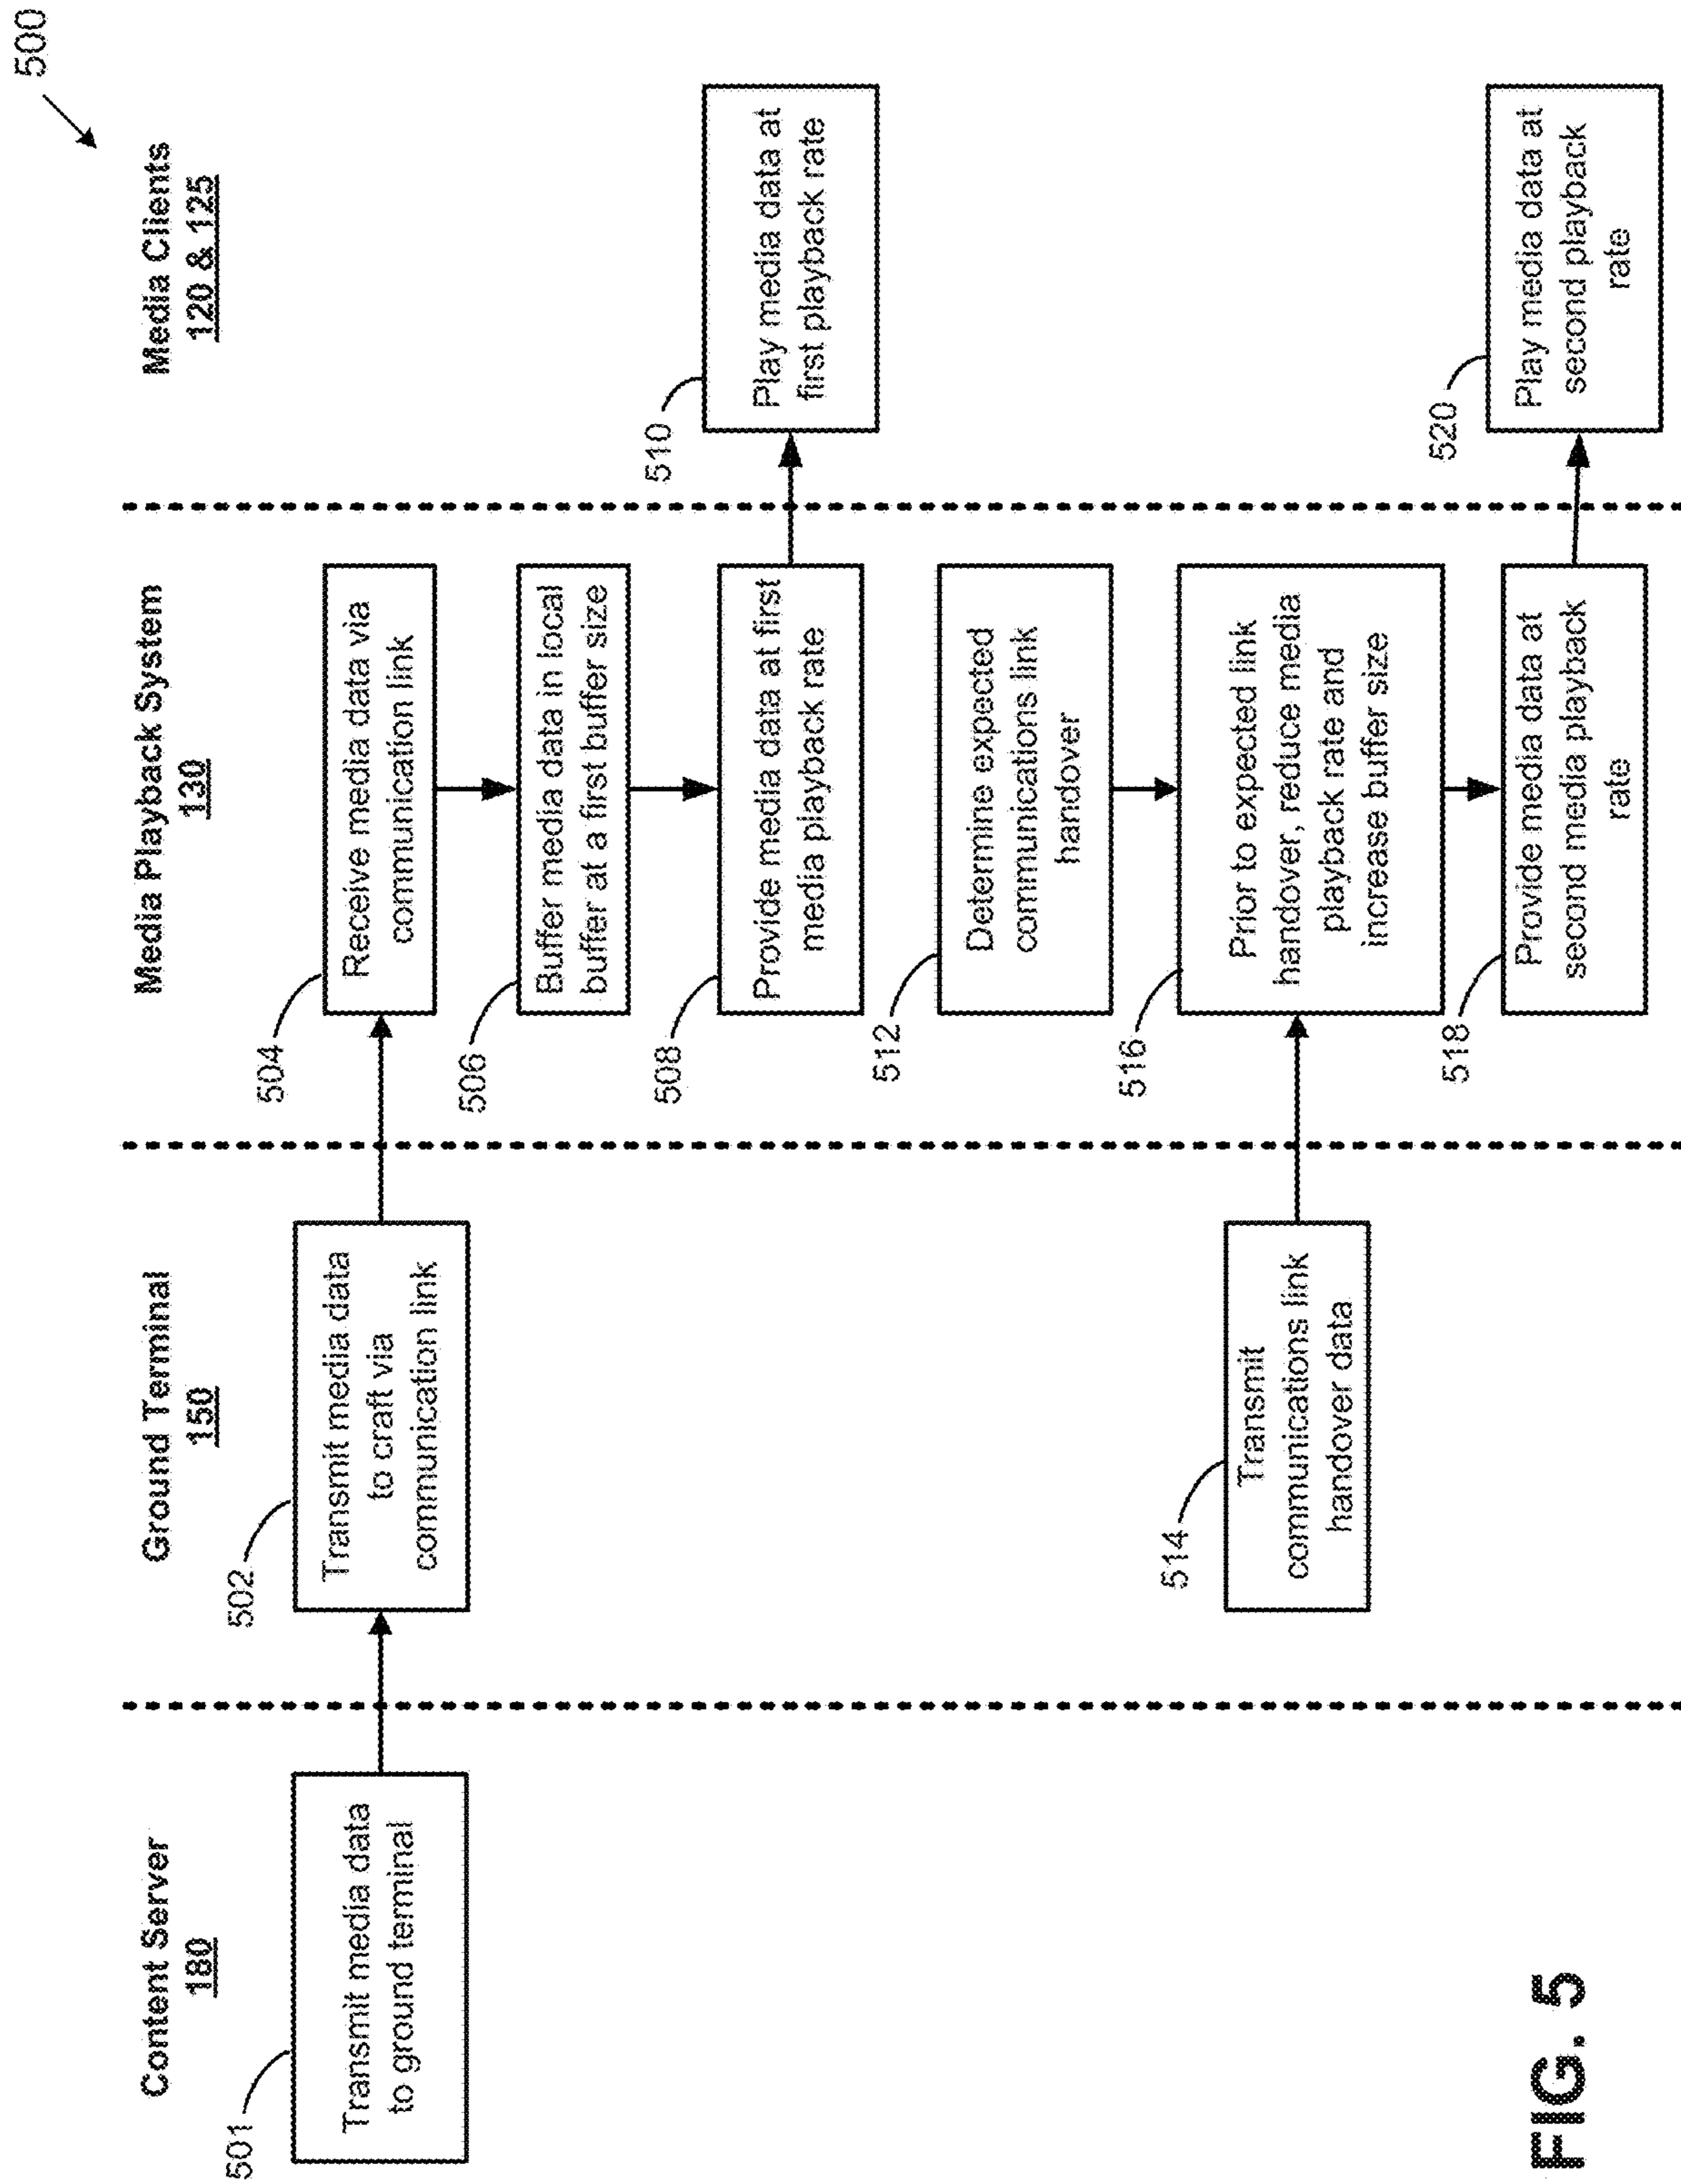 500
Content Server
180
Ground Terminal
150
Media Playback System
130
Media Clients
120 & 125
501
Transmit media data
to ground terminal
502
Transmit media data
to craft via
communication link
504
Receive media data via
communication link
506
Buffer media data in local
buffer at a first buffer size
508
Provide media data at first
media playback rate
510
Play media data at
first playback rate
512
Determine expected
communications link
handover
514
Transmit
communications link
handover data
516
Prior to expected link
handover, reduce media
playback rate and
increase buffer size
518
Provide media data at
second media playback
rate
520
Play media data at
second playback
rate
FIG. 5